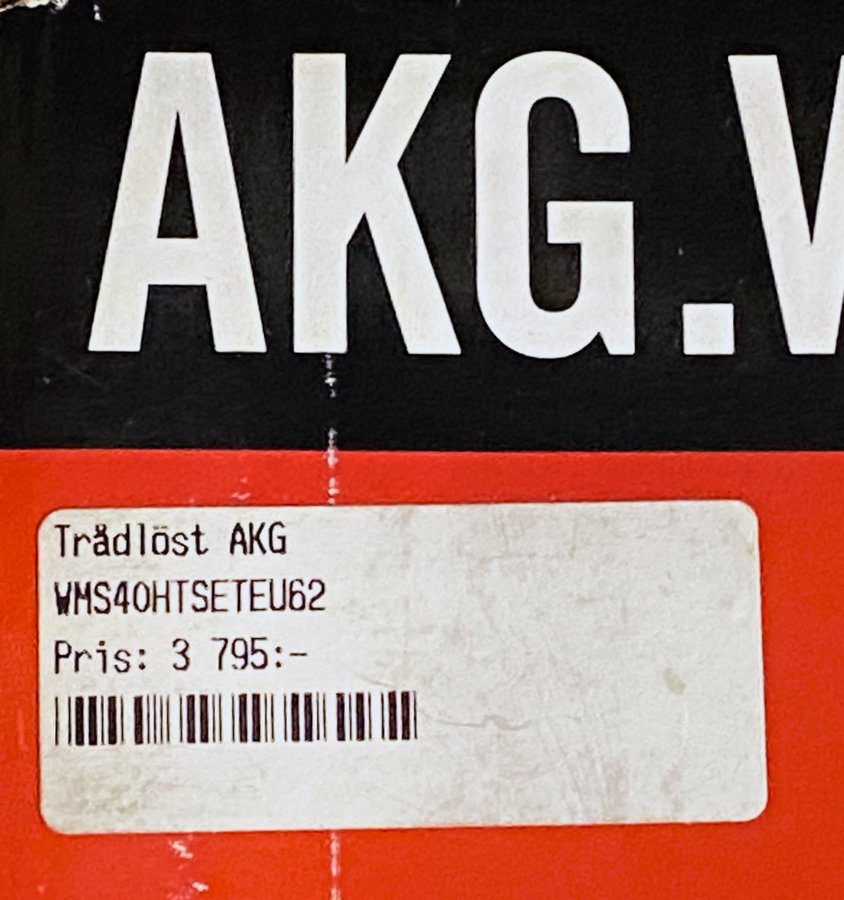 AKG.
Trådlöst AKG
WMS40HTSETEU62
Pris: 3 795:-